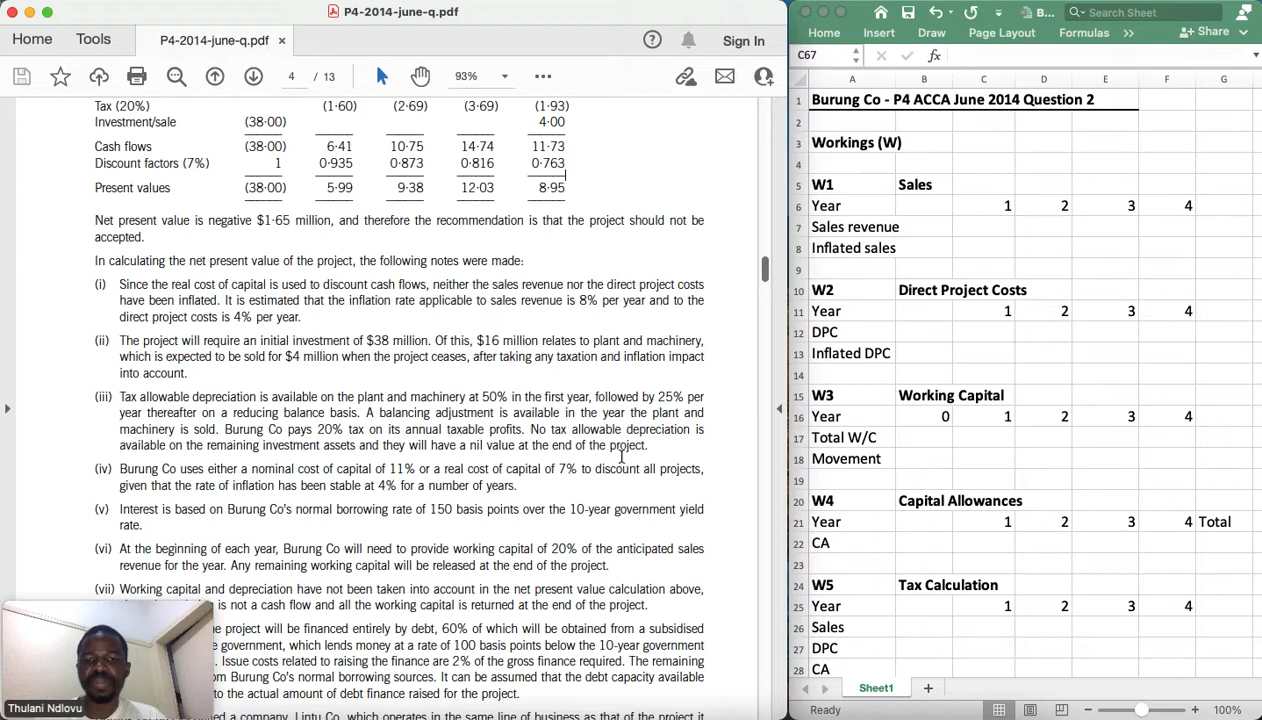 P4-2014-june-q.pdf
Home Tools P4-2014-june-q.pdf × Sign In
4 / 13 93%
Tax (20%) (1·60) (2·69) (3·69) (1·93)
Investment/sale (38·00) 4·00
Cash flows (38·00) 6·41 10·75 14·74 11·73
Discount factors (7%) 1 0·935 0·873 0·816 0·763
Present values (38·00) 5·99 9·38 12·03 8·95
Net present value is negative $1·65 million, and therefore the recommendation is that the project should not be
accepted.
In calculating the net present value of the project, the following notes were made:
(i) Since the real cost of capital is used to discount cash flows, neither the sales revenue nor the direct project costs
have been inflated. It is estimated that the inflation rate applicable to sales revenue is 8% per year and to the
direct project costs is 4% per year.
(ii) The project will require an initial investment of $38 million. Of this, $16 million relates to plant and machinery,
which is expected to be sold for $4 million when the project ceases, after taking any taxation and inflation impact
into account.
(iii) Tax allowable depreciation is available on the plant and machinery at 50% in the first year, followed by 25% per
year thereafter on a reducing balance basis. A balancing adjustment is available in the year the plant and
machinery is sold. Burung Co pays 20% tax on its annual taxable profits. No tax allowable depreciation is
available on the remaining investment assets and they will have a nil value at the end of the project.
(iv) Burung Co uses either a nominal cost of capital of 11% or a real cost of capital of 7% to discount all projects,
given that the rate of inflation has been stable at 4% for a number of years.
(v) Interest is based on Burung Co's normal borrowing rate of 150 basis points over the 10-year government yield
rate.
(vi) At the beginning of each year, Burung Co will need to provide working capital of 20% of the anticipated sales
revenue for the year. Any remaining working capital will be released at the end of the project.
(vii) Working capital and depreciation have not been taken into account in the net present value calculation above,
is not a cash flow and all the working capital is returned at the end of the project.
e project will be financed entirely by debt, 60% of which will be obtained from a subsidised
e government, which lends money at a rate of 100 basis points below the 10-year government
. Issue costs related to raising the finance are 2% of the gross finance required. The remaining
om Burung Co's normal borrowing sources. It can be assumed that the debt capacity available
to the actual amount of debt finance raised for the project.
d a company, Lintu Co, which operates in the same line of business as that of the project it
Thulani Ndlovu
B... Search Sheet
Home Insert Draw Page Layout Formulas Share
C67 fx
A B C D E F G
1 Burung Co - P4 ACCA June 2014 Question 2
2
3 Workings (W)
4
5 W1 Sales
6 Year 1 2 3 4
7 Sales revenue
8 Inflated sales
9
10 W2 Direct Project Costs
11 Year 1 2 3 4
12 DPC
13 Inflated DPC
14
15 W3 Working Capital
16 Year 0 1 2 3 4
17 Total W/C
18 Movement
19
20 W4 Capital Allowances
21 Year 1 2 3 4 Total
22 CA
23
24 W5 Tax Calculation
25 Year 1 2 3 4
26 Sales
27 DPC
28 CA
Sheet1
Ready 100%